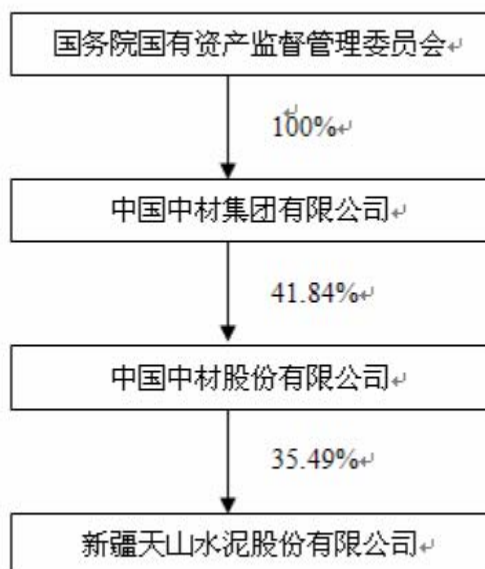 国务院国有资产监督管理委员会
100%
中国中材集团有限公司
41.84%
中国中材股份有限公司
35.49%
新疆天山水泥股份有限公司